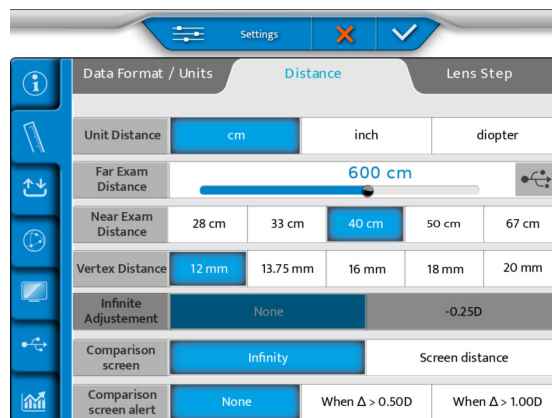 Settings
Data Format / Units Distance Lens Step
Unit Distance cm inch diopter
Far Exam
Distance
600 cm
Near Exam
Distance
28 cm 33 cm 40 cm 50 cm 67 cm
Vertex Distance 12 mm 13.75 mm 16 mm 18 mm 20 mm
Infinite
Adjustement
None -0.25D
Comparison
screen
Infinity Screen distance
Comparison
screen alert
None When Δ > 0.50D When Δ > 1.00D